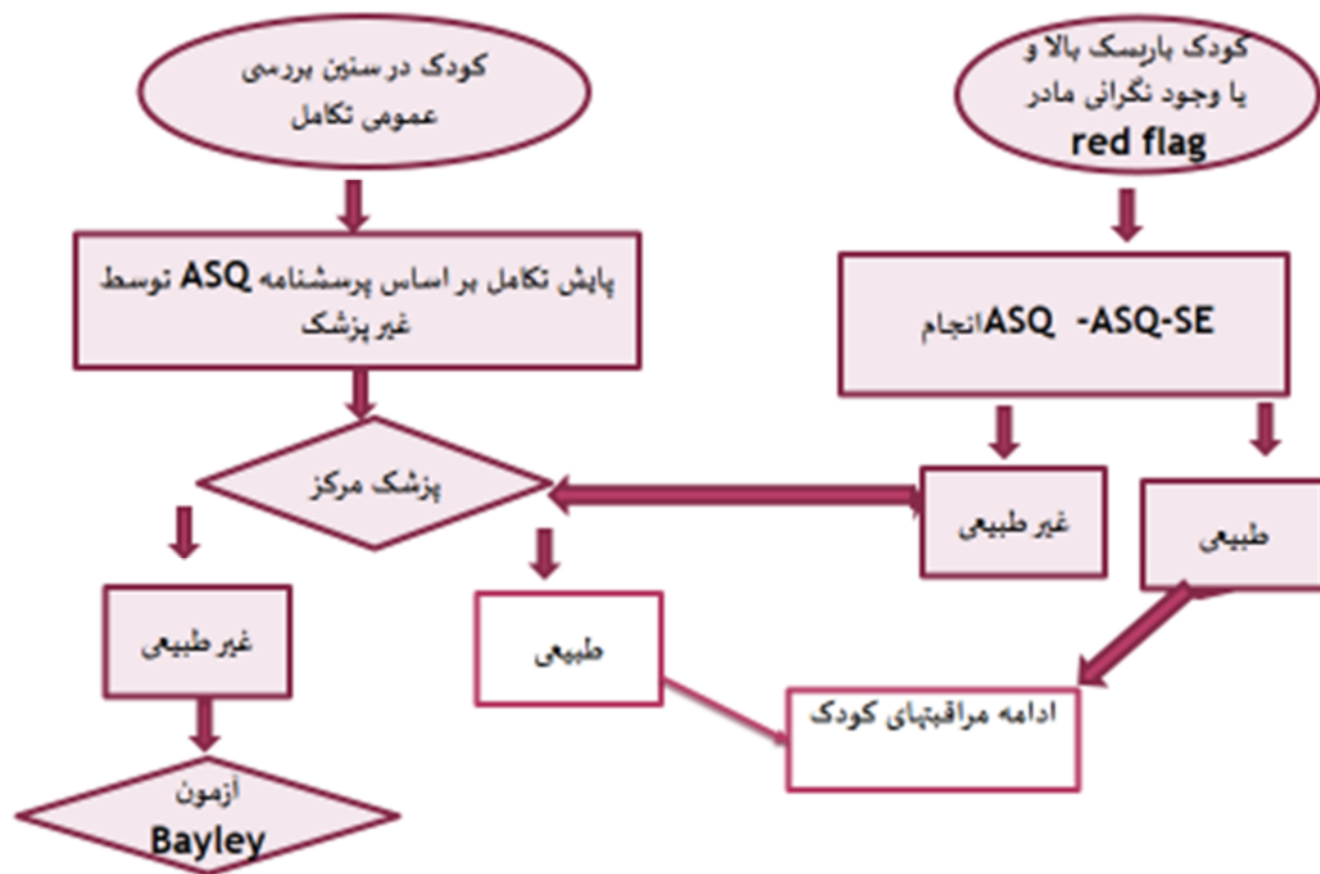 کودک در سنین بررسی
عمومی تکامل
کودک باریسک بالا و
یا وجود نگرانی مادر
red flag
پایش تکامل بر اساس پرسشنامه ASQ توسط
غیر پزشک
انجامASQ -ASQ-SE
پزشک مرکز
غیر طبیعی
طبیعی
غیر طبیعی
طبیعی
ادامه مراقبتهای کودک
آزمون
Bayley